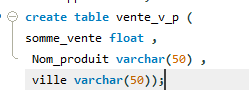 create table vente_v_p (
somme_vente float ,
Nom_produit varchar(50) ,
ville varchar(50));